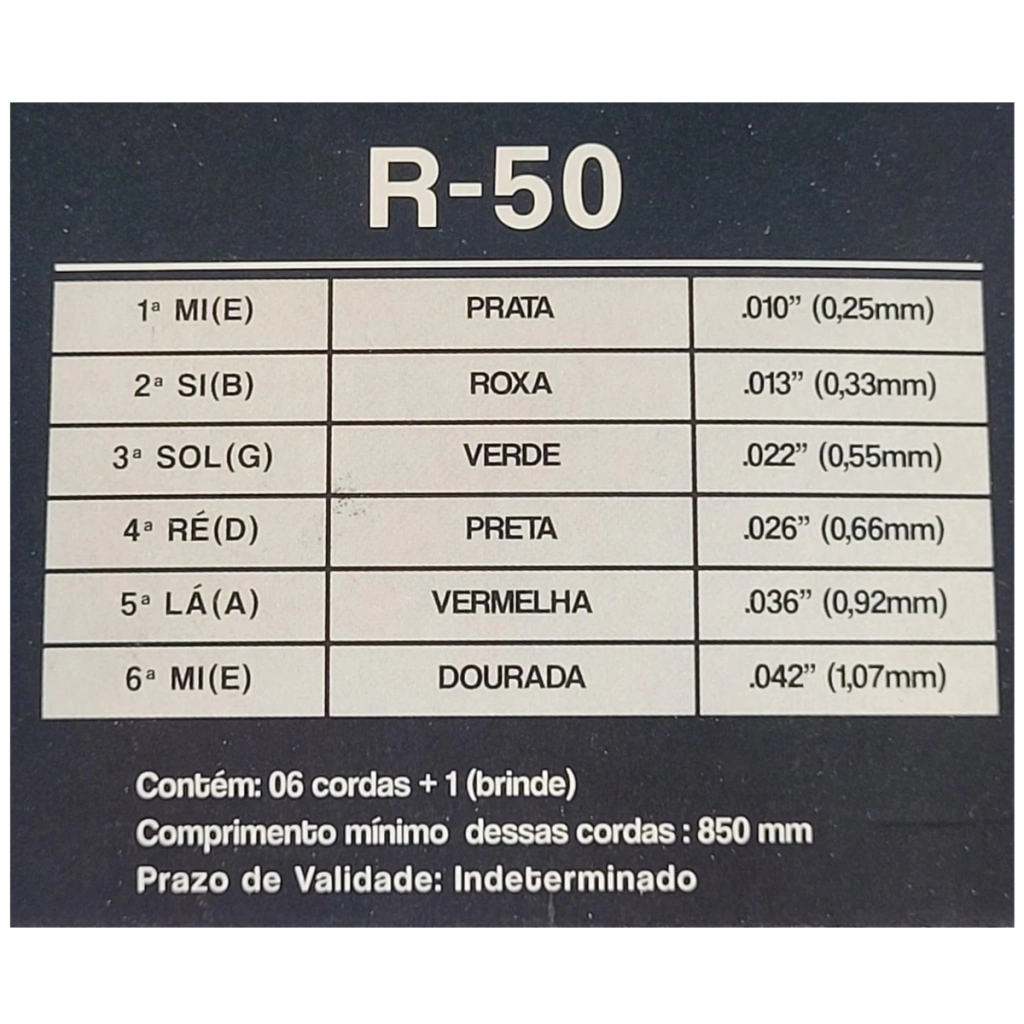 R-50
1ª MI(E) PRATA .010” (0,25mm)
2ª SI(B) ROXA .013” (0,33mm)
3ª SOL(G) VERDE .022” (0,55mm)
4ª RÉ(D) PRETA .026” (0,66mm)
5ª LÁ(A) VERMELHA .036” (0,92mm)
6ª MI(E) DOURADA .042” (1,07mm)
Contém: 06 cordas + 1 (brinde)
Comprimento mínimo dessas cordas : 850 mm
Prazo de Validade: Indeterminado